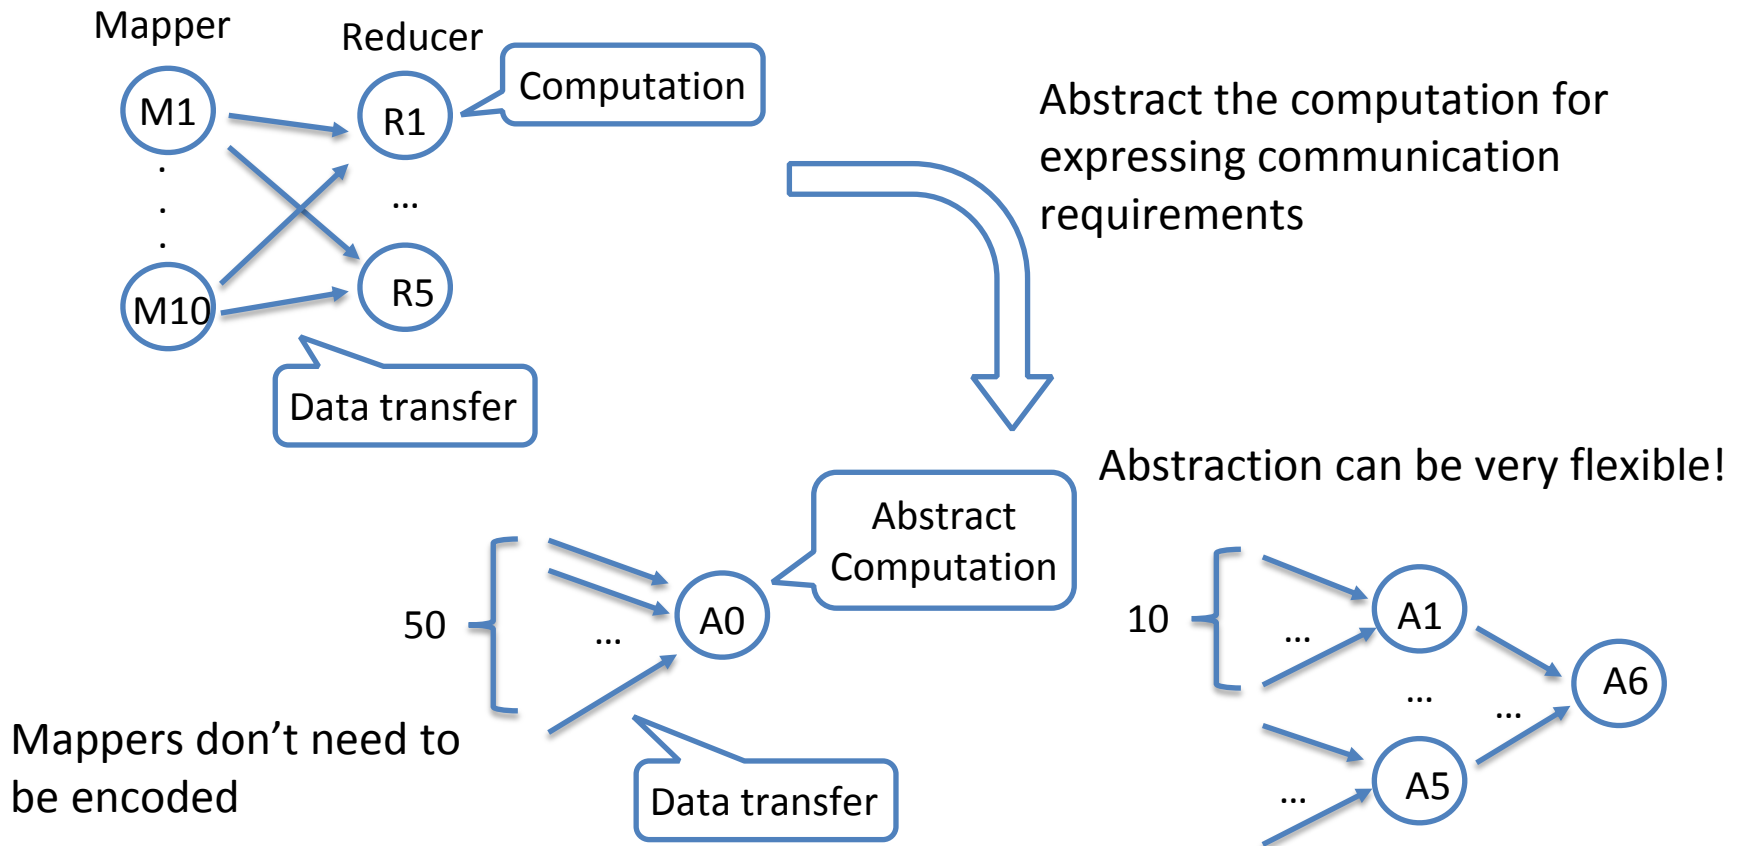 Mapper
Reducer
Computation
M1
R1
.
.
.
...
M10
R5
Data transfer
Abstract the computation for
expressing communication
requirements
Abstraction can be very flexible!
Abstract
Computation
50
...
A0
Mappers don’t need to
be encoded
Data transfer
10
...
A1
...
...
A6
...
A5